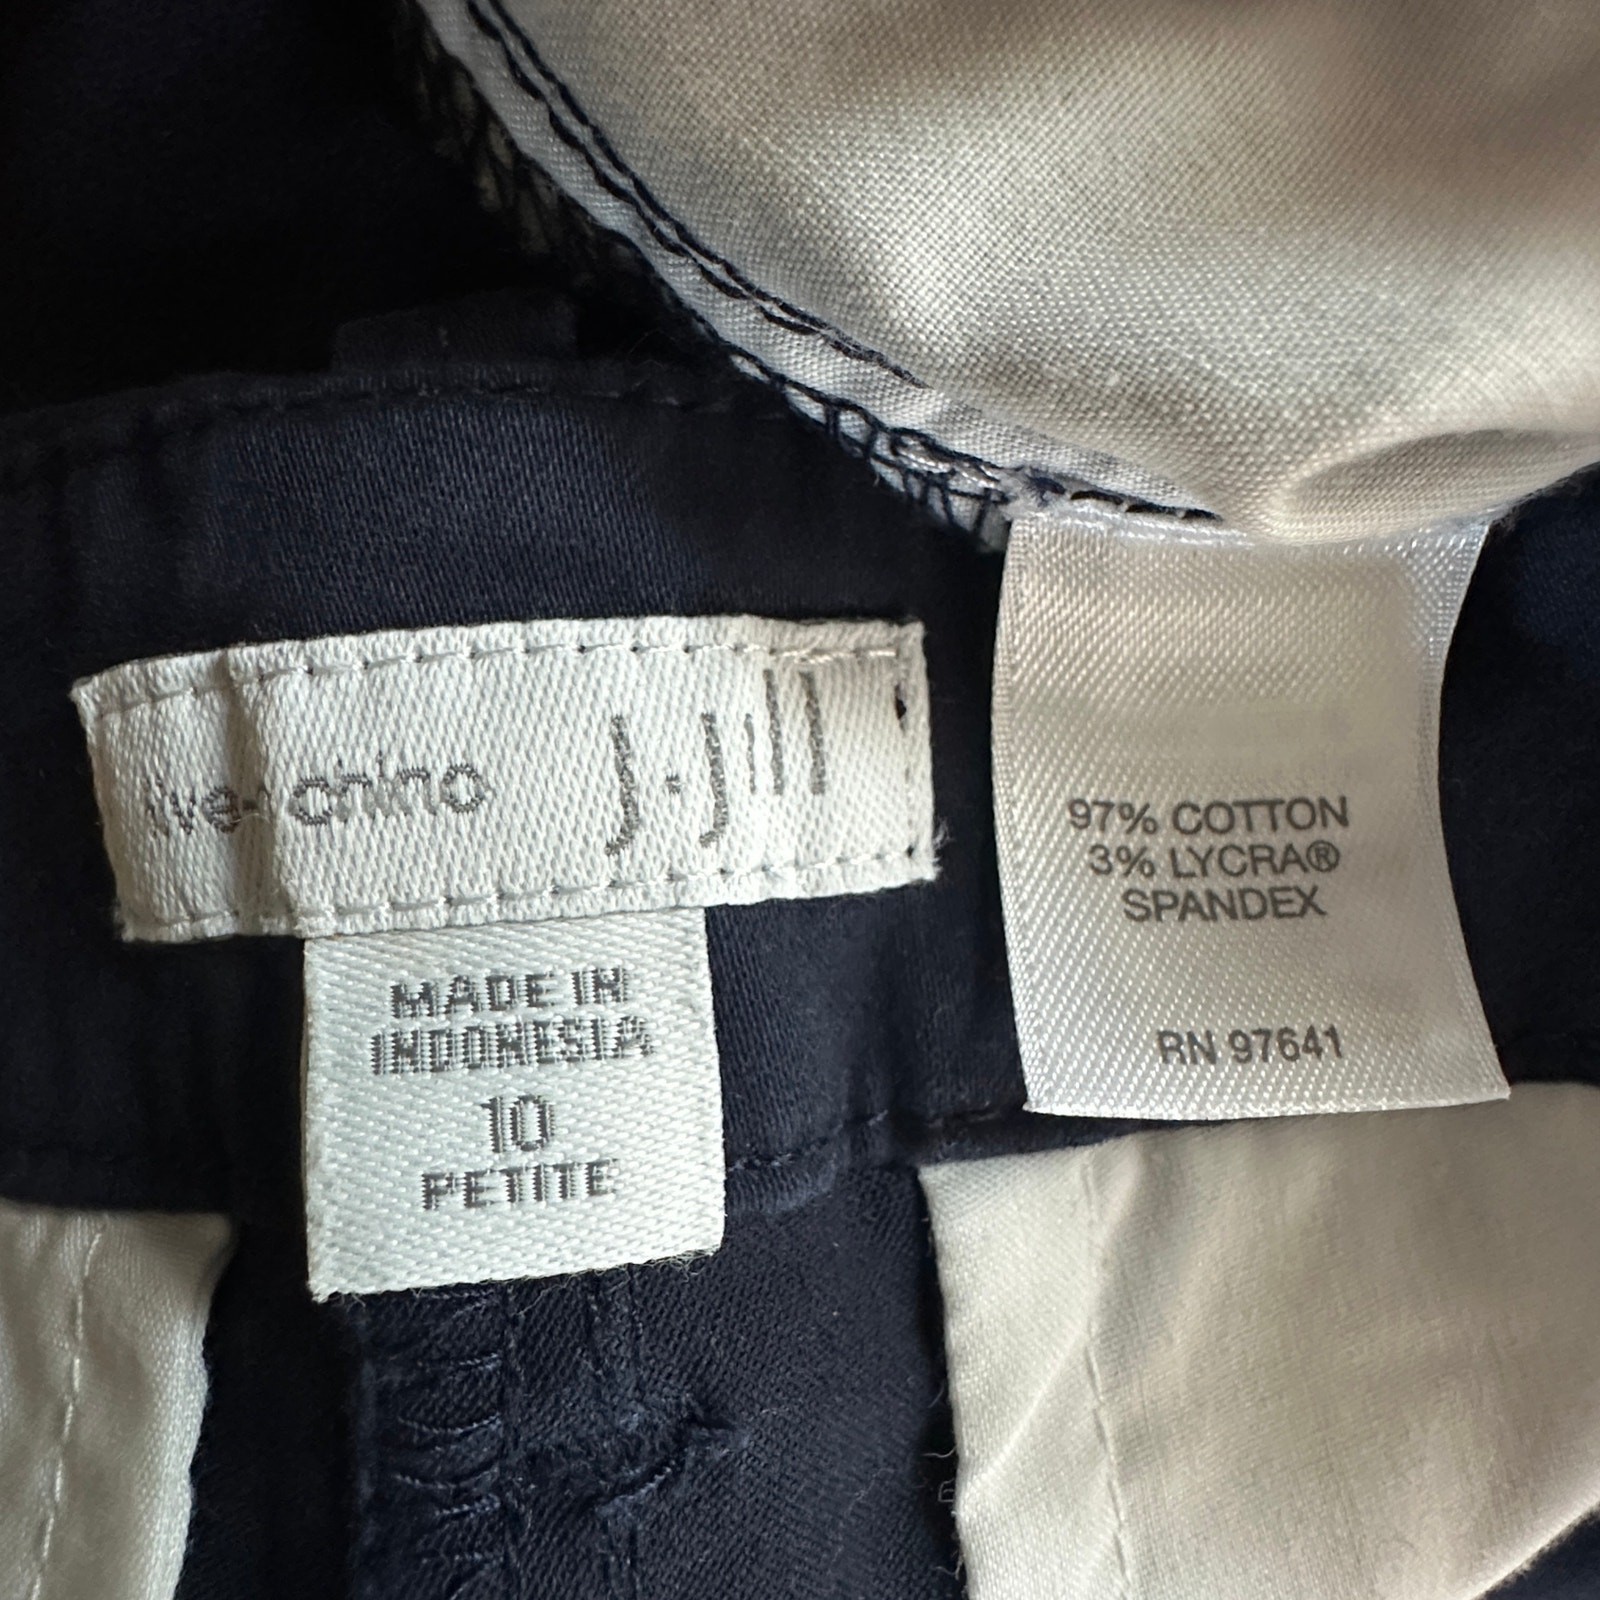 chino J.Jill
MADE IN
INDONESIA
10
PETITE
97% COTTON
3% LYCRA®
SPANDEX
RN 97641